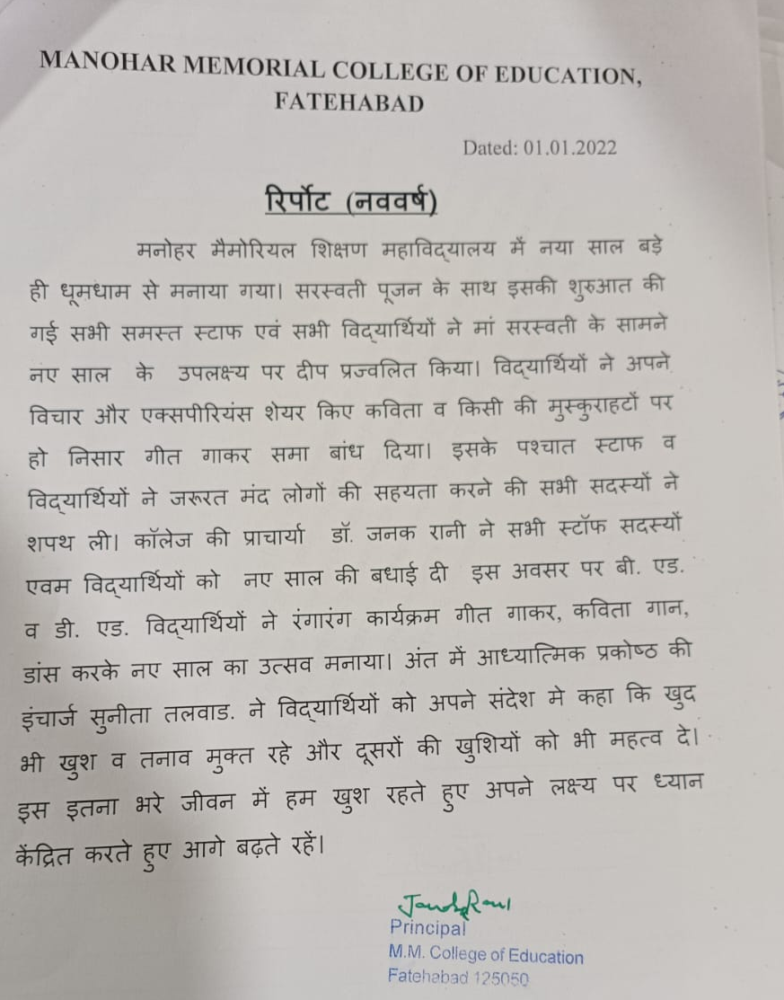 MANOHAR MEMORIAL COLLEGE OF EDUCATION,
FATEHABAD
Dated: 01.01.2022
रिर्पोट (नववर्ष)
मनोहर मैमोरियल शिक्षण महाविद्यालय में नया साल बड़े
ही धूमधाम से मनाया गया। सरस्वती पूजन के साथ इसकी शुरुआत की
गई सभी समस्त स्टाफ एवं सभी विद्यार्थियों ने मां सरस्वती के सामने
नए साल के उपलक्ष्य पर दीप प्रज्वलित किया। विद्यार्थियों ने अपने
विचार और एक्सपीरियंस शेयर किए कविता व किसी की मुस्कुराहटों पर
हो निसार गीत गाकर समा बांध दिया। इसके पश्चात स्टाफ व
विद्यार्थियों ने जरूरत मंद लोगों की सहयता करने की सभी सदस्यों ने
शपथ ली। कॉलेज की प्राचार्या डॉ. जनक रानी ने सभी स्टॉफ सदस्यों
एवम विद्यार्थियों को नए साल की बधाई दी इस अवसर पर बी. एड.
व डी. एड. विद्यार्थियों ने रंगारंग कार्यक्रम गीत गाकर, कविता गान,
डांस करके नए साल का उत्सव मनाया। अंत में आध्यात्मिक प्रकोष्ठ की
इंचार्ज सुनीता तलवाड. ने विद्यार्थियों को अपने संदेश मे कहा कि खुद
भी खुश व तनाव मुक्त रहे और दूसरों की खुशियों को भी महत्व दे।
इस इतना भरे जीवन में हम खुश रहते हुए अपने लक्ष्य पर ध्यान
केंद्रित करते हुए आगे बढ़ते रहें।
Principal
M.M. College of Education
Fatehabad 125050